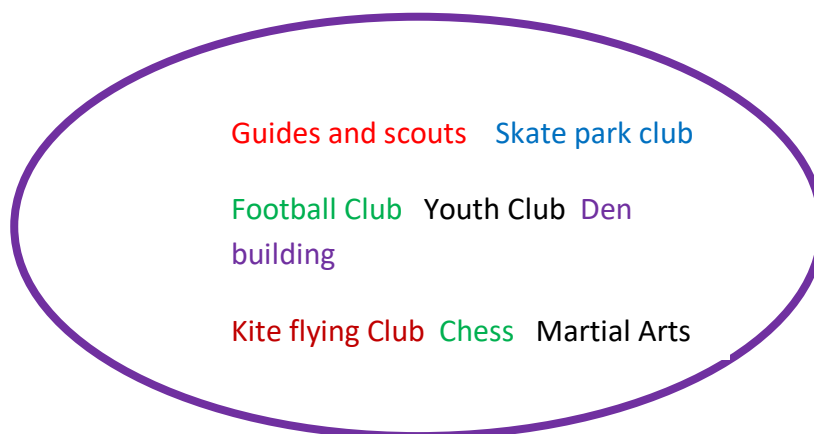 Guides and scouts Skate park club
Football Club Youth Club Den
building
Kite flying Club Chess Martial Arts